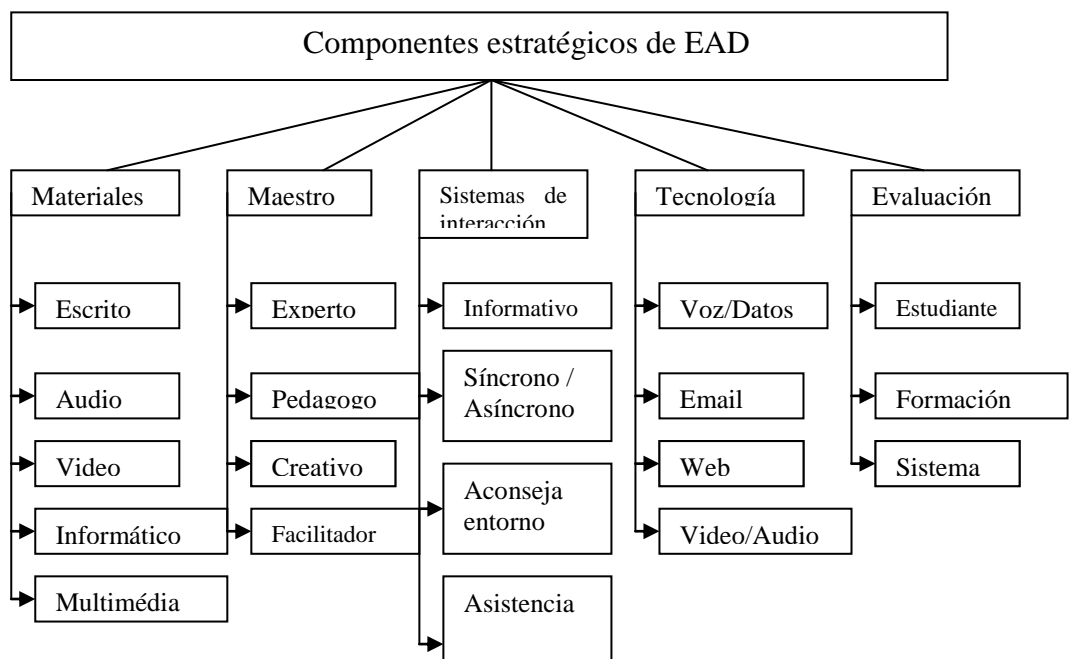 Componentes estratégicos de EAD
Materiales
Escrito
Audio
Video
Informático
Multimédia
Maestro
Experto
Pedagogo
Creativo
Facilitador
Sistemas de
interacción
Informativo
Síncrono /
Asíncrono
Aconseja
entorno
Asistencia
Tecnología
Voz/Datos
Email
Web
Video/Audio
Evaluación
Estudiante
Formación
Sistema